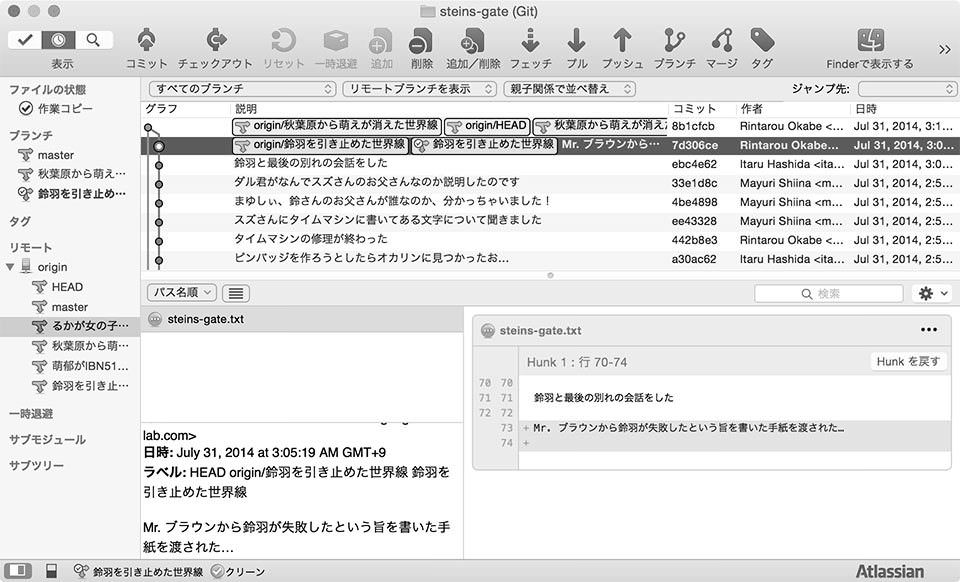 steins-gate (Git)
表示
コミット
チェックアウト
リセット
一時退避
追加
削除
追加／削除
フェッチ
プル
プッシュ
ブランチ
マージ
タグ
Finderで表示する
ファイルの状態
作業コピー
ブランチ
master
秋葉原から萌え…
鈴羽を引き止め…
タグ
リモート
origin
HEAD
master
るかが女の子…
秋葉原から萌…
萌郁がIBN51…
鈴羽を引き止…
一時退避
サブモジュール
サブツリー
すべてのブランチ
リモートブランチを表示
親子関係で並べ替え
ジャンプ先:
グラフ 説明 コミット 作者 日時
origin/秋葉原から萌えが消えた世界線 origin/HEAD 秋葉原から萌えが消え 8b1cfcb Rintarou Okabe <… Jul 31, 2014, 3:1…
origin/鈴羽を引き止めた世界線 鈴羽を引き止めた世界線 Mr. ブラウンから… 7d306ce Rintarou Okabe… Jul 31, 2014, 3:0…
鈴羽と最後の別れの会話をした ebc4e62 Itaru Hashida <ita… Jul 31, 2014, 2:5…
ダル君がなんでスズさんのお父さんなのか説明したのです 33e1d8c Mayuri Shiina <m… Jul 31, 2014, 2:5…
まゆしぃ、鈴さんのお父さんが誰なのか、分かっちゃいました！ 4be4898 Mayuri Shiina <m… Jul 31, 2014, 2:5…
スズさんにタイムマシンに書いてある文字について聞きました ee43328 Mayuri Shiina <m… Jul 31, 2014, 2:5…
タイムマシンの修理が終わった 442b8e3 Rintarou Okabe <… Jul 31, 2014, 2:5…
ピンバッジを作ろうとしたらオカリンに見つかったお… a30ac62 Itaru Hashida <ita… Jul 31, 2014, 2:5…
パス名順
検索
steins-gate.txt
lab.com>
日時: July 31, 2014 at 3:05:19 AM GMT+9
ラベル: HEAD origin/鈴羽を引き止めた世界線 鈴羽を
引き止めた世界線
Mr. ブラウンから鈴羽が失敗したという旨を書いた手
紙を渡された…
steins-gate.txt
Hunk 1：行 70-74
Hunk を戻す
70 70
71 71 鈴羽と最後の別れの会話をした
72 72
73 + Mr. ブラウンから鈴羽が失敗したという旨を書いた手紙を渡された…
74 +
鈴羽を引き止めた世界線
クリーン
Atlassian